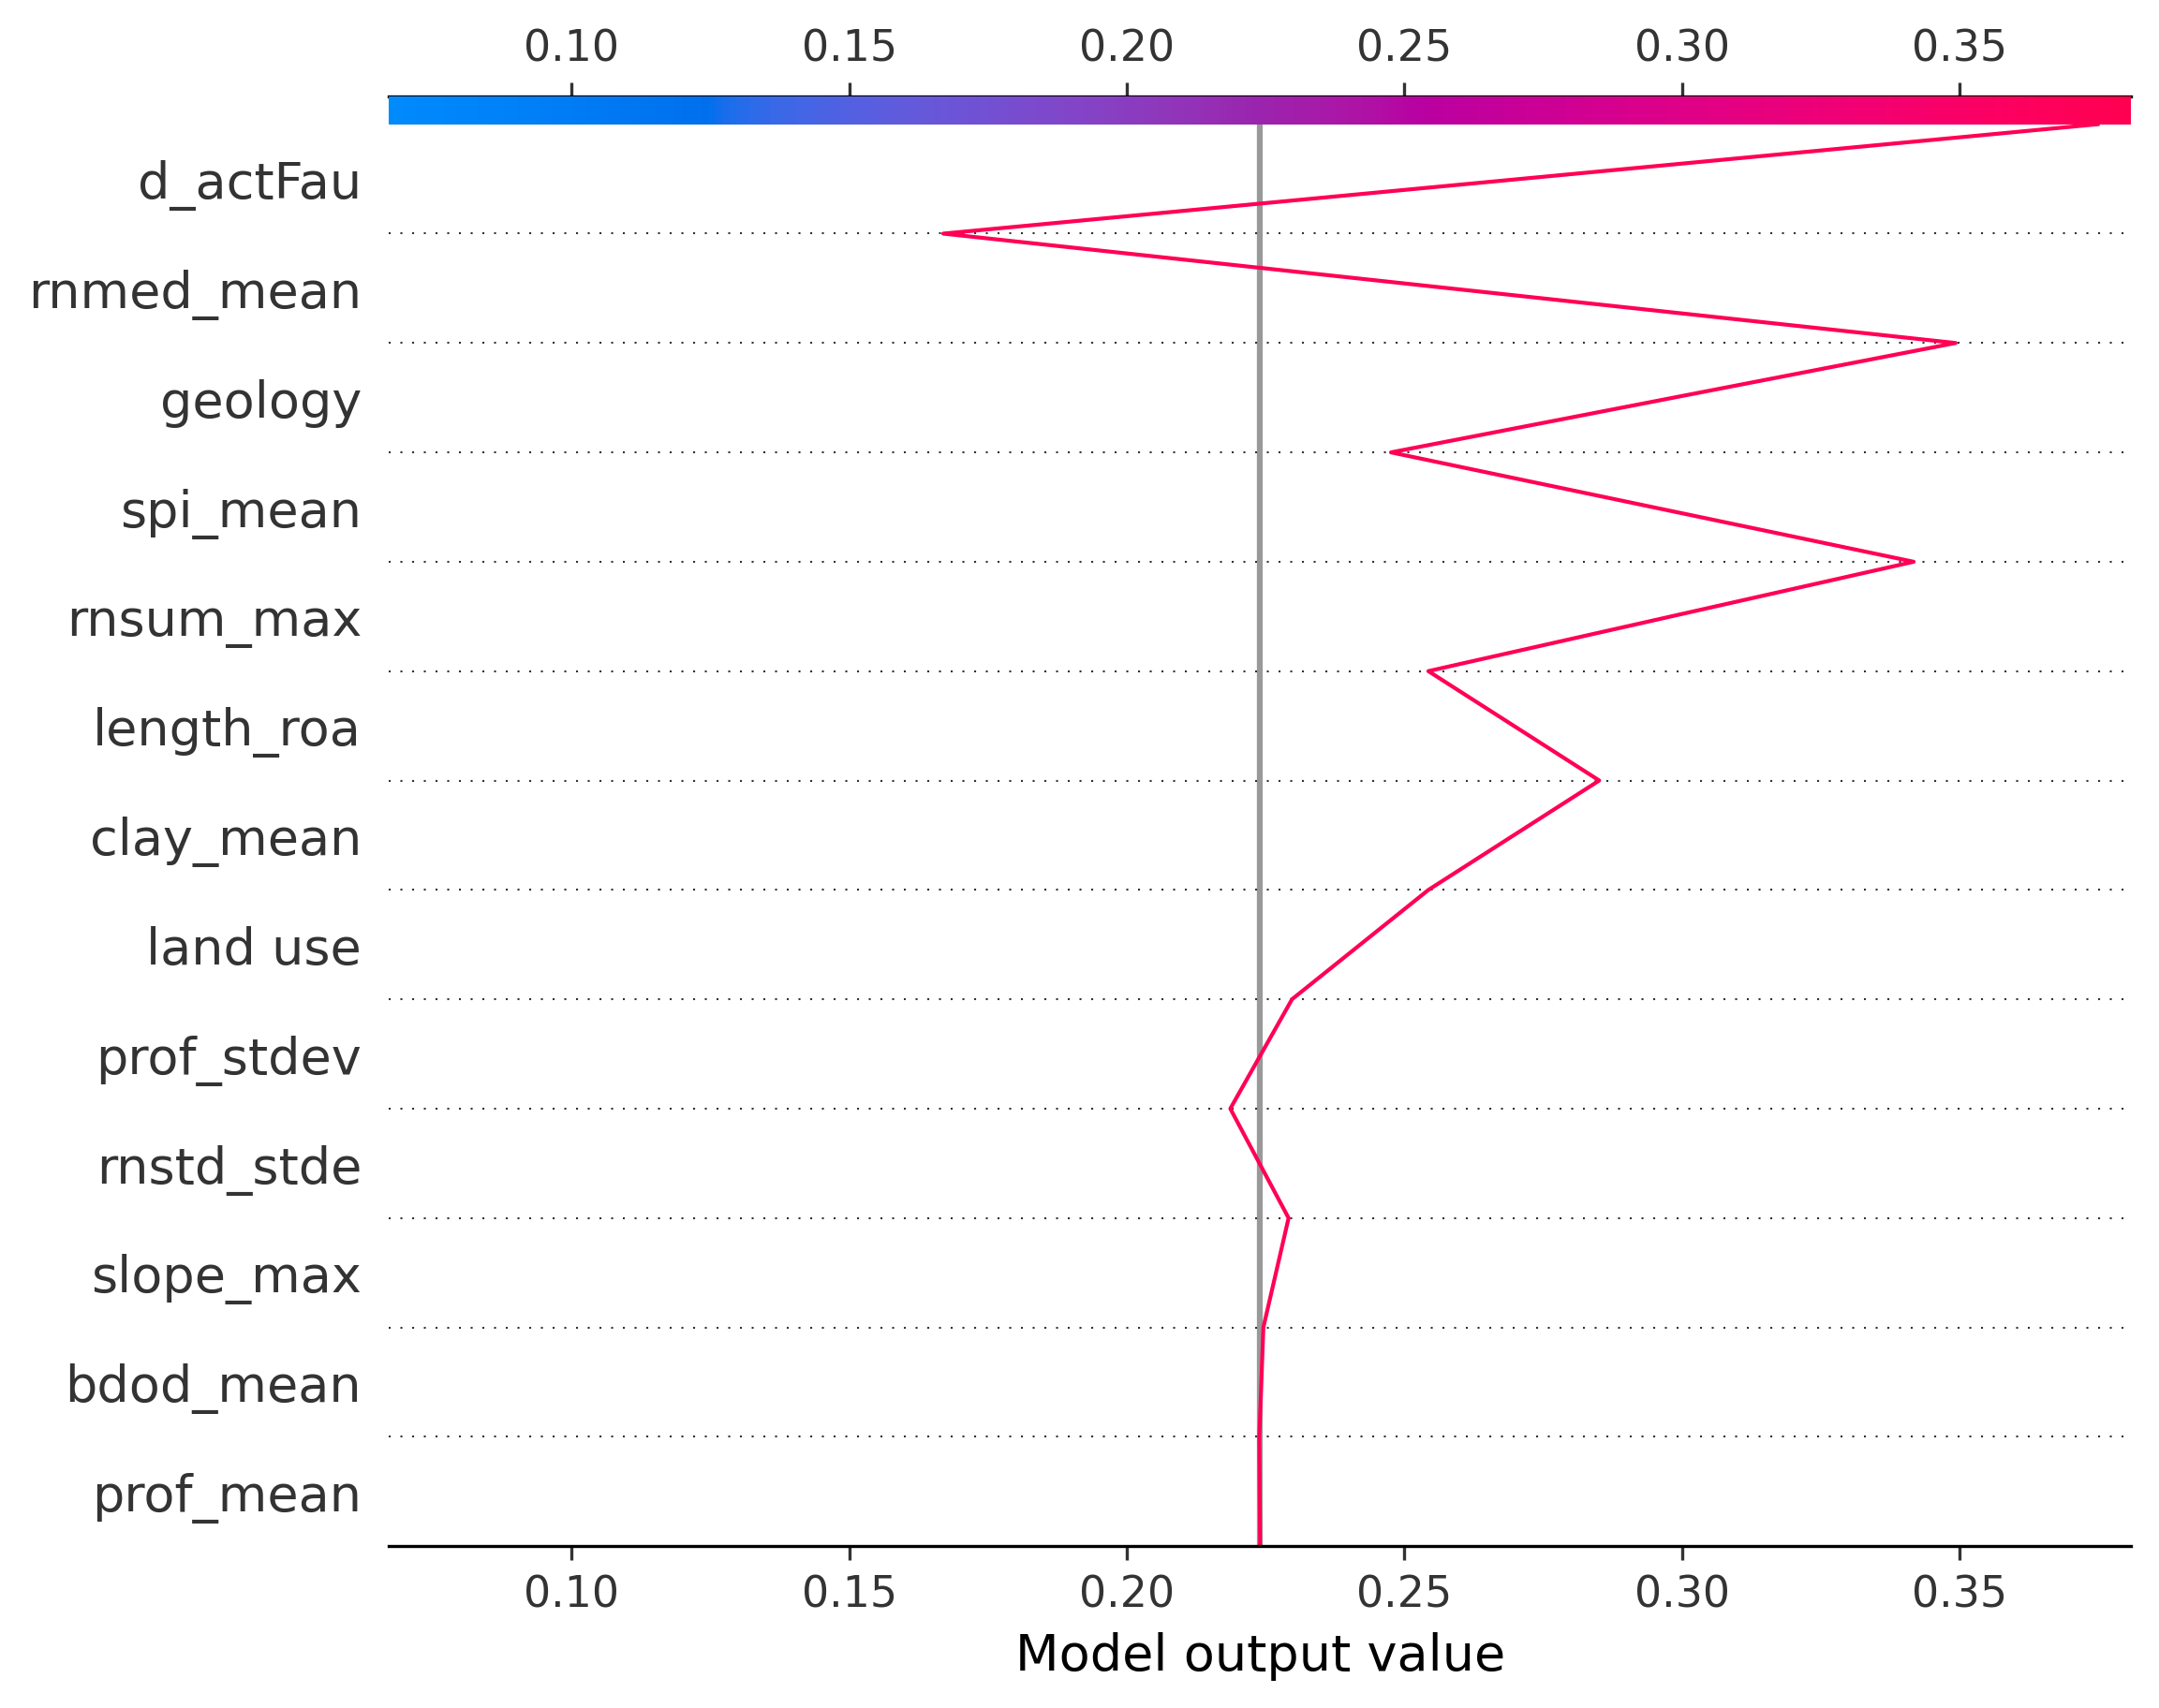 0.10 0.15 0.20 0.25 0.30 0.35
d_actFau
rnmed_mean
geology
spi_mean
rnsum_max
length_roa
clay_mean
land use
prof_stdev
rnstd_stde
slope_max
bdod_mean
prof_mean
0.10 0.15 0.20 0.25 0.30 0.35
Model output value